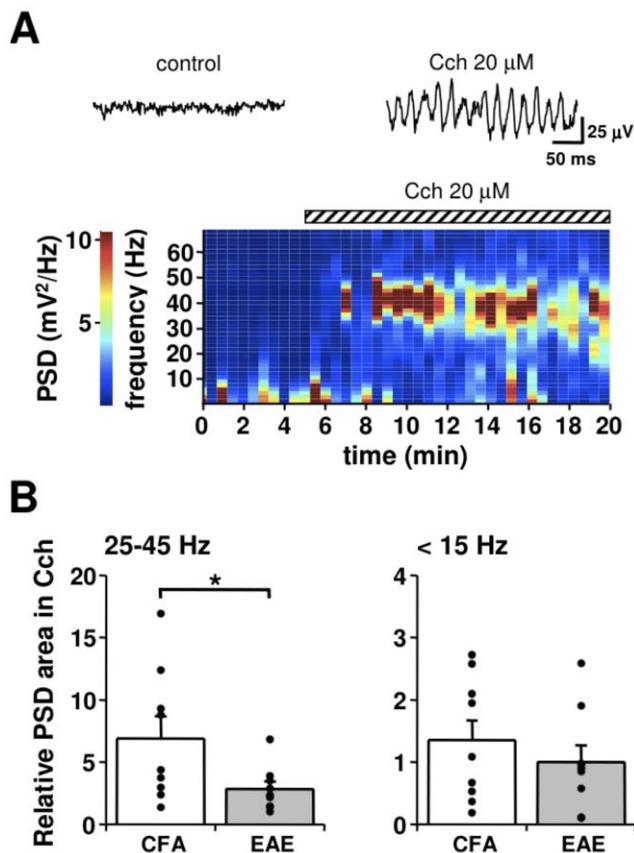 A
control
Cch 20 µM
25 µV
50 ms
Cch 20 µM
PSD (mV²/Hz)
10
5
frequency (Hz)
60
50
40
30
20
10
0 2 4 6 8 10 12 14 16 18 20
time (min)
B
Relative PSD area in Cch
25-45 Hz
*
20
15
10
5
0
CFA EAE
< 15 Hz
4
3
2
1
0
CFA EAE